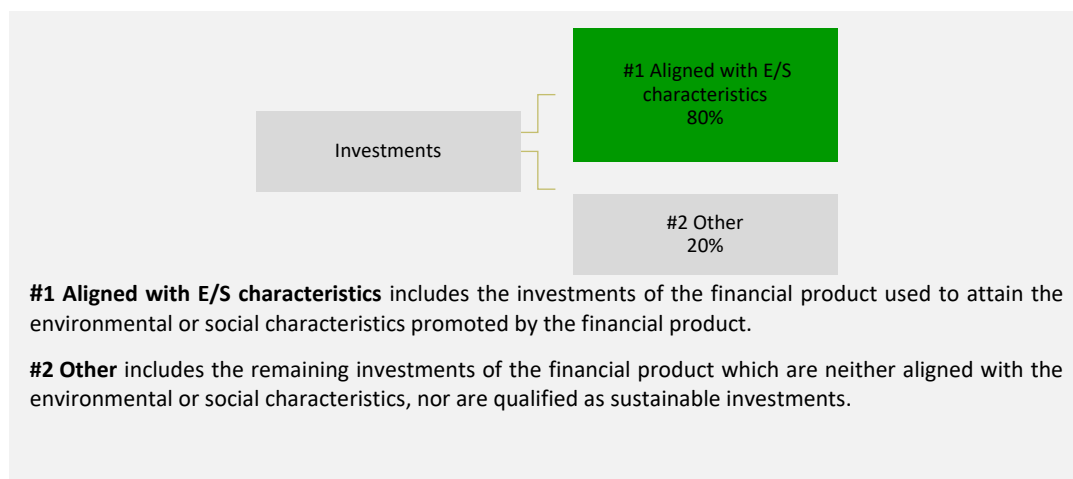 #1 Aligned with E/S
characteristics
80%
Investments
#2 Other
20%
#1 Aligned with E/S characteristics includes the investments of the financial product used to attain the
environmental or social characteristics promoted by the financial product.
#2 Other includes the remaining investments of the financial product which are neither aligned with the
environmental or social characteristics, nor are qualified as sustainable investments.